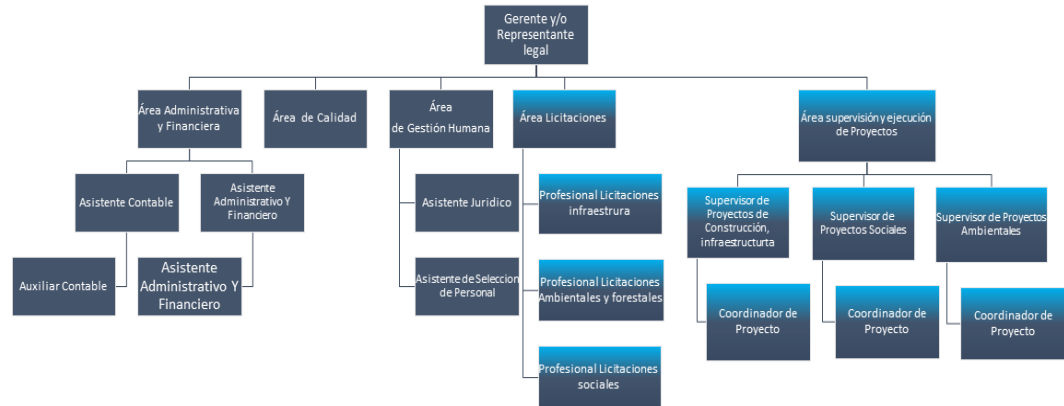 Gerente y/o
Representante
legal
Área Administrativa
y Financiera
Área de Calidad
Área
de Gestión Humana
Área Licitaciones
Área supervisión y ejecución
de Proyectos
Asistente Contable
Asistente
Administrativo Y
Financiero
Asistente Juridico
Profesional Licitaciones
infraestrura
Supervisor de
Proyectos de
Construcción,
infraestructurta
Supervisor de
Proyectos Sociales
Supervisor de Proyectos
Ambientales
Auxiliar Contable
Asistente
Administrativo Y
Financiero
Asistente de Seleccion
de Personal
Profesional Licitaciones
Ambientales y forestales
Coordinador de
Proyecto
Coordinador de
Proyecto
Coordinador de
Proyecto
Profesional Licitaciones
sociales